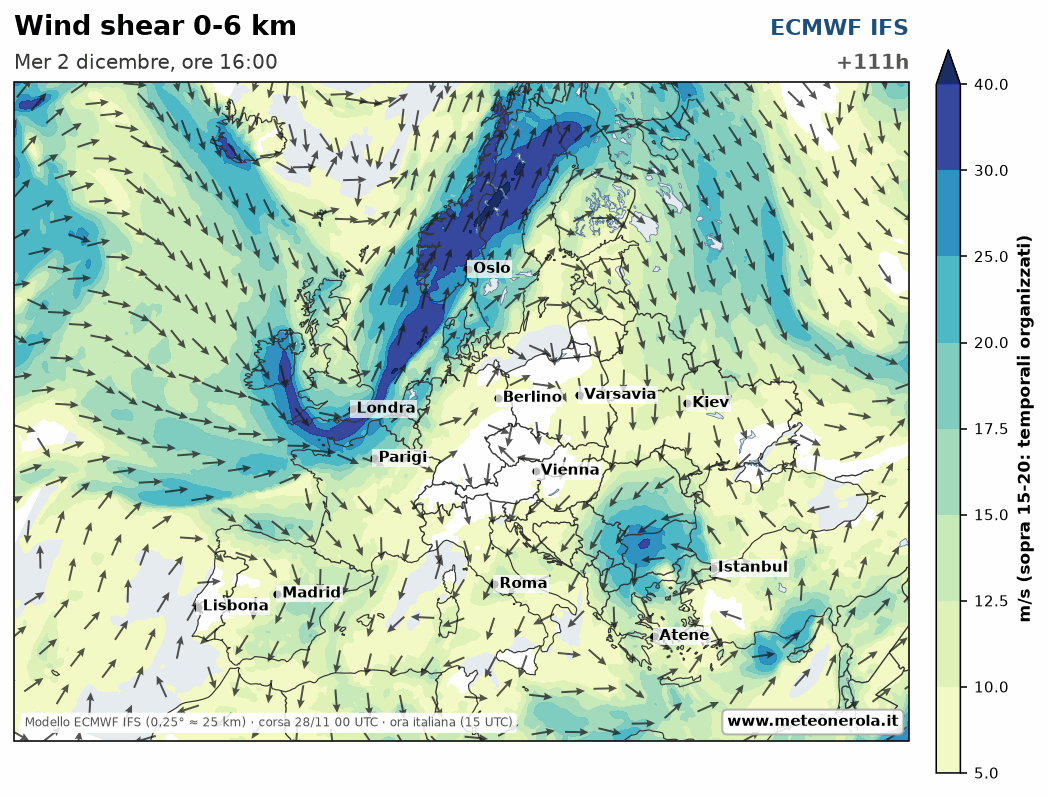 Wind shear 0-6 km
ECMWF IFS
Mer 2 dicembre, ore 16:00
+111h
40.0
30.0
25.0
20.0
17.5
15.0
12.5
10.0
5.0
m/s (sopra 15-20: temporali organizzati)
Oslo
Londra
Berlino
Varsavia
Kiev
Parigi
Vienna
Istanbul
Roma
Madrid
Lisbona
Atene
Modello ECMWF IFS (0,25° ≈ 25 km) · corsa 28/11 00 UTC · ora italiana (15 UTC)
www.meteonerola.it